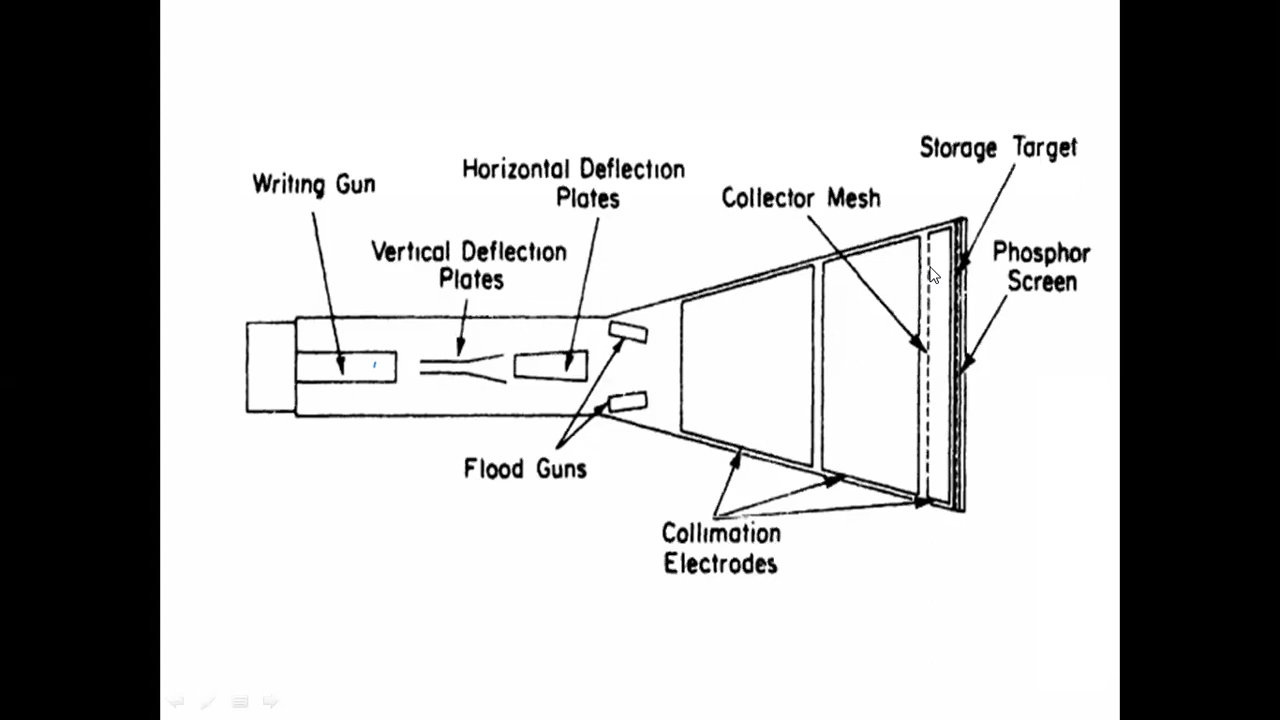 Storage Target
Horizontal Deflection
Plates
Writing Gun
Collector Mesh
Vertical Deflection
Plates
Phosphor
Screen
Flood Guns
Collimation
Electrodes